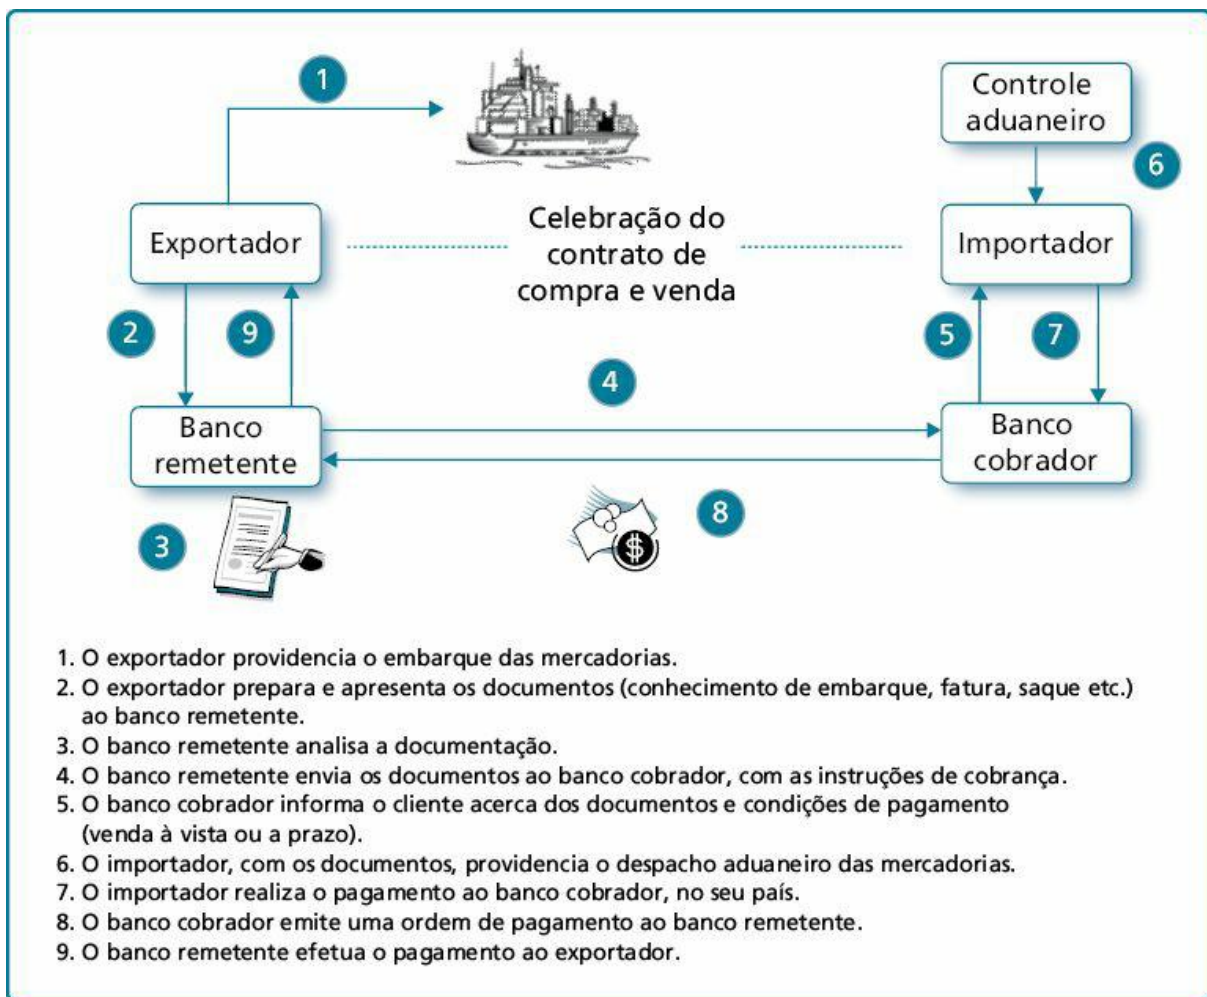 1
Controle
aduaneiro
6
Exportador
Celebração do
contrato de
compra e venda
Importador
2
9
5
7
4
Banco
remetente
Banco
cobrador
3
$
8
1. O exportador providencia o embarque das mercadorias.
2. O exportador prepara e apresenta os documentos (conhecimento de embarque, fatura, saque etc.)
ao banco remetente.
3. O banco remetente analisa a documentação.
4. O banco remetente envia os documentos ao banco cobrador, com as instruções de cobrança.
5. O banco cobrador informa o cliente acerca dos documentos e condições de pagamento
(venda à vista ou a prazo).
6. O importador, com os documentos, providencia o despacho aduaneiro das mercadorias.
7. O importador realiza o pagamento ao banco cobrador, no seu país.
8. O banco cobrador emite uma ordem de pagamento ao banco remetente.
9. O banco remetente efetua o pagamento ao exportador.